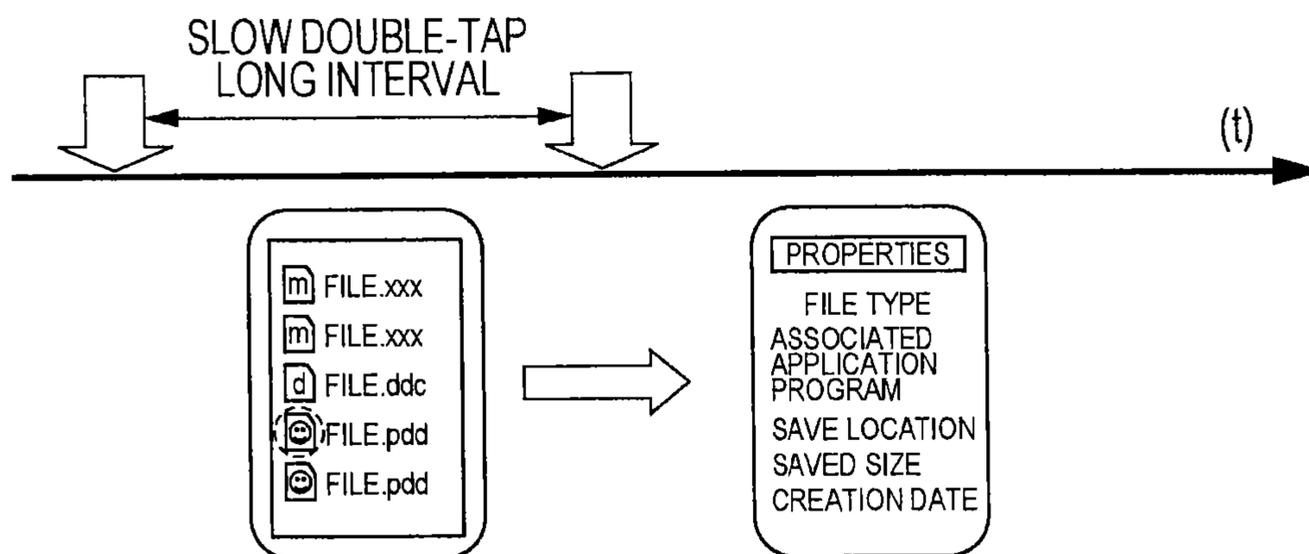 SLOW DOUBLE-TAP
LONG INTERVAL
(t)
m FILE.xxx
m FILE.xxx
d FILE.ddc
FILE.pdd
FILE.pdd
PROPERTIES
FILE TYPE
ASSOCIATED
APPLICATION
PROGRAM
SAVE LOCATION
SAVED SIZE
CREATION DATE